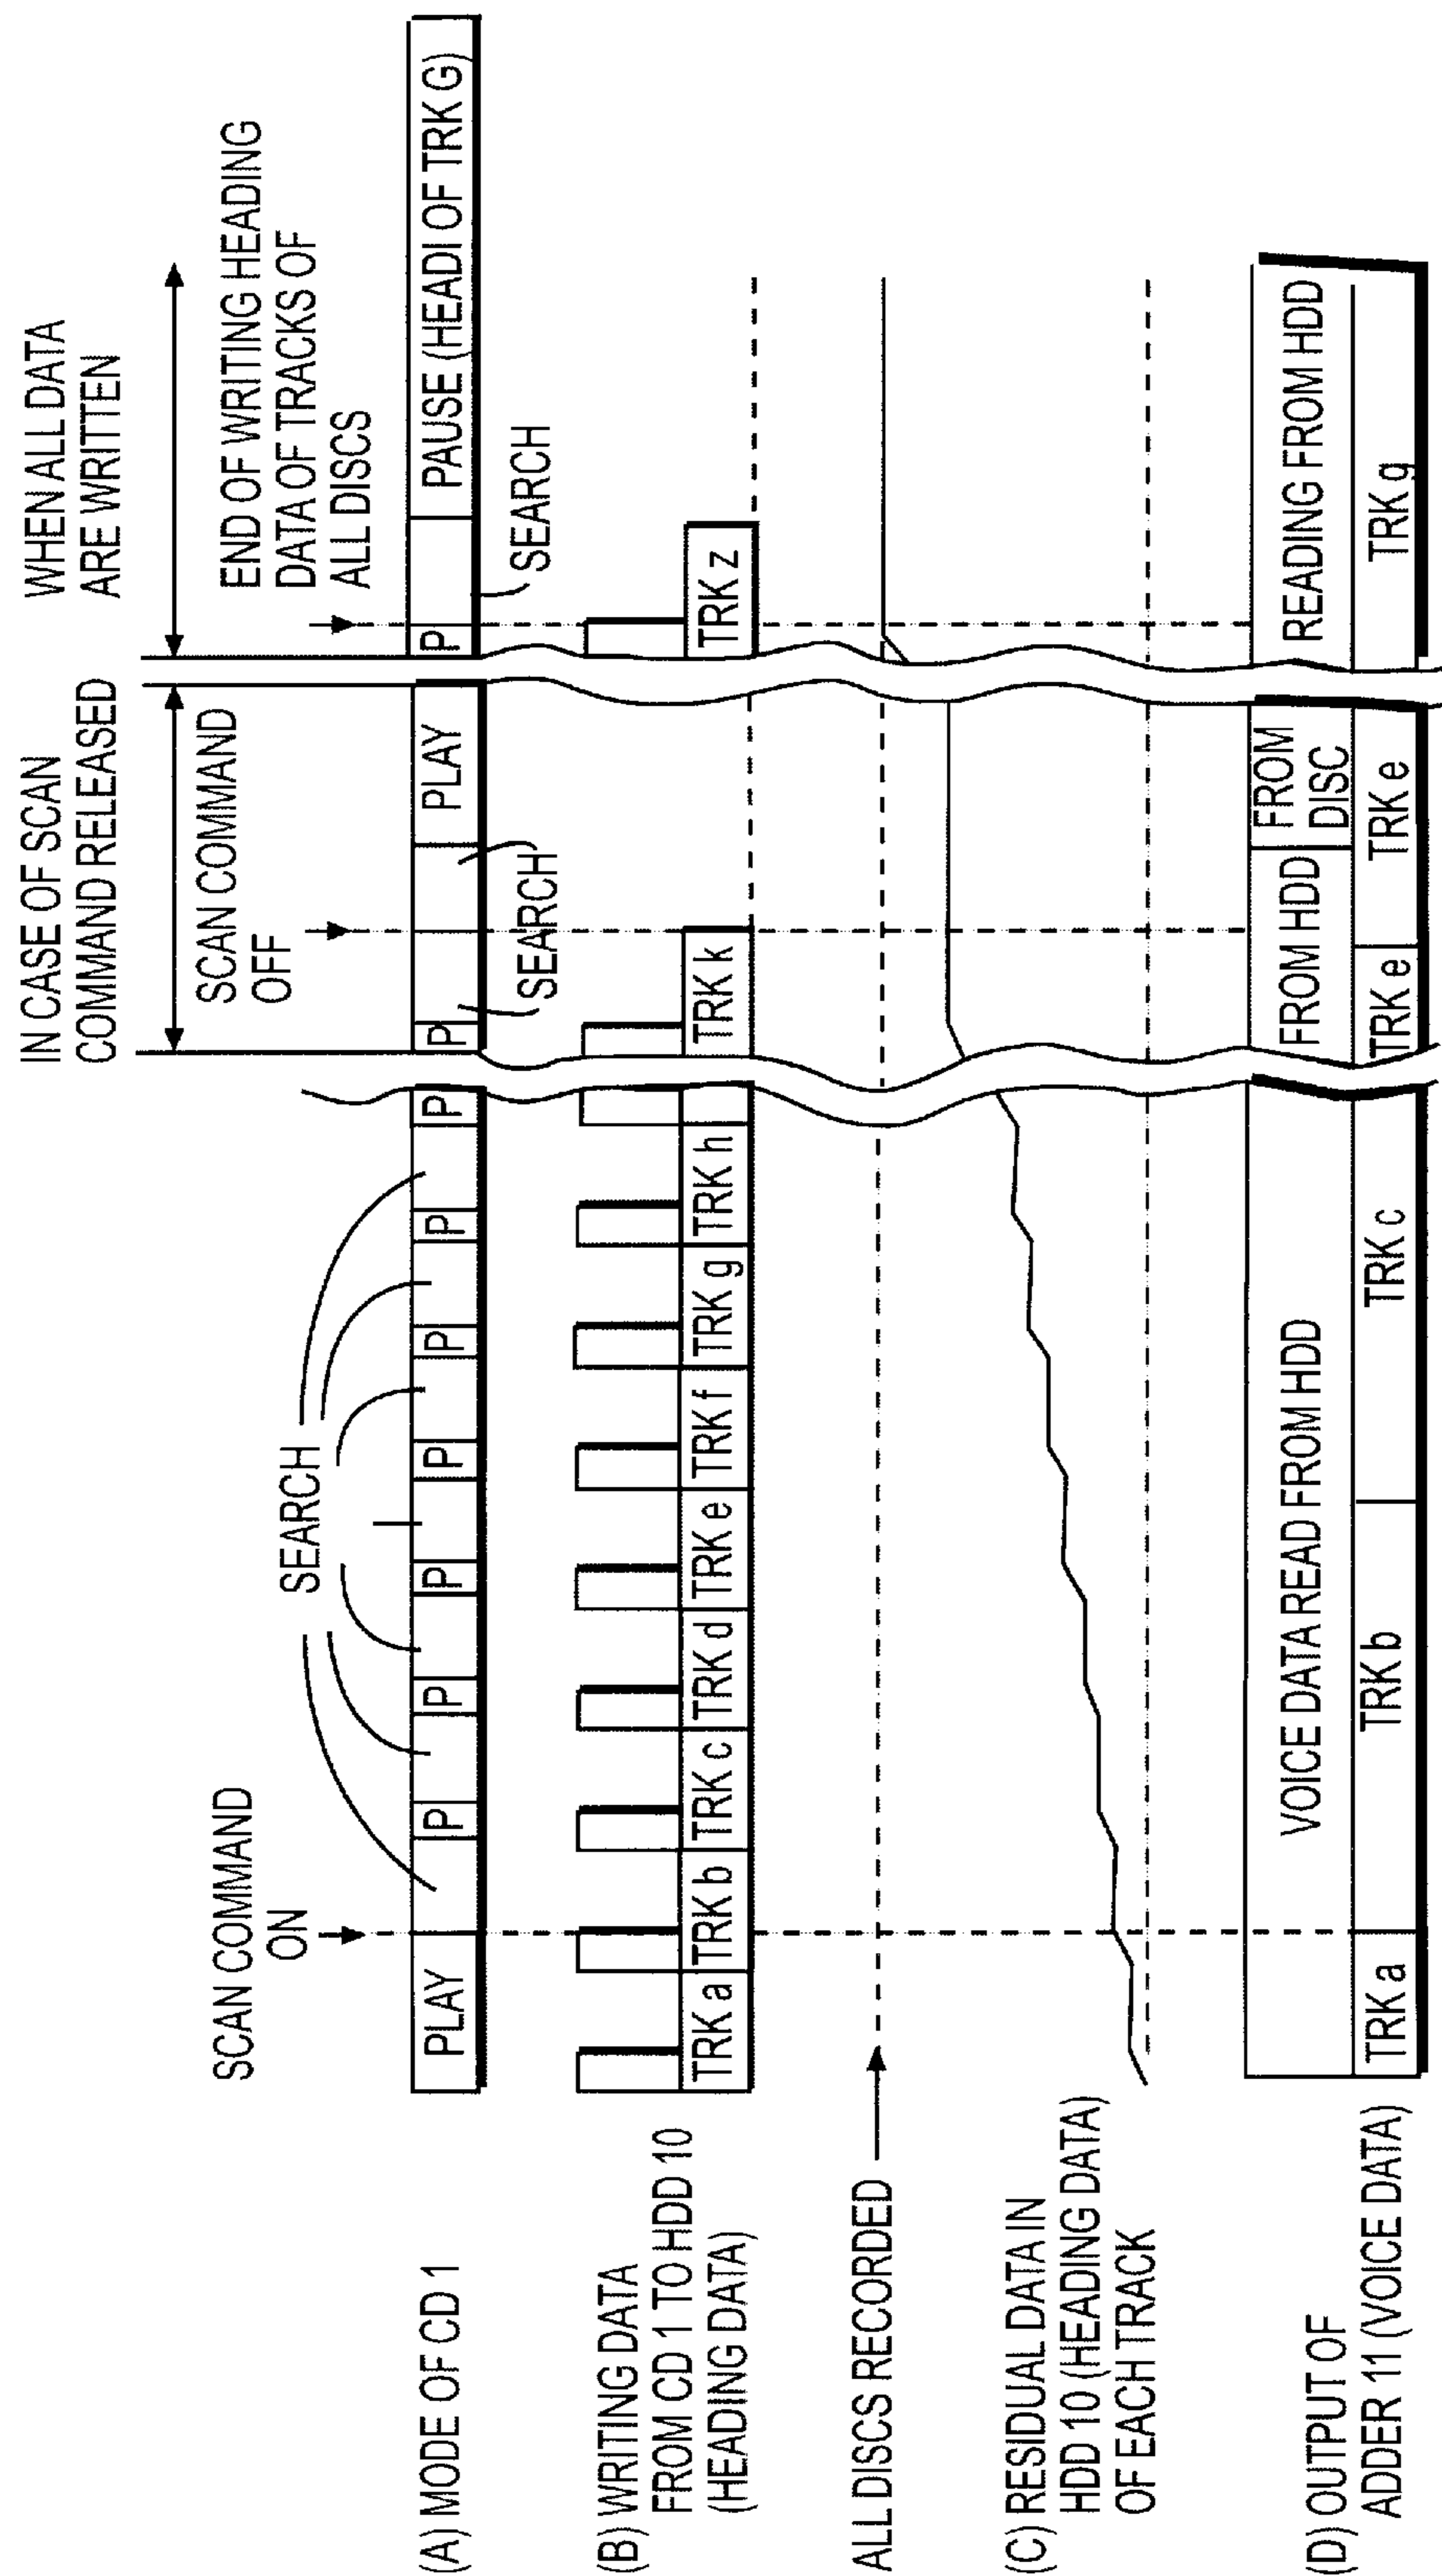 WHEN ALL DATA
ARE WRITTEN
IN CASE OF SCAN
COMMAND RELEASED
SCAN COMMAND
ON
SCAN COMMAND
OFF
END OF WRITING HEADING
DATA OF TRACKS OF
ALL DISCS
SEARCH
(A) MODE OF CD 1
PLAY P P P P P P P P PLAY P PAUSE (HEADI OF TRK G)
SEARCH
SEARCH
(B) WRITING DATA
FROM CD 1 TO HDD 10
(HEADING DATA)
TRK a TRK b TRK c TRK d TRK e TRK f TRK g TRK h TRK k TRK z
ALL DISCS RECORDED
(C) RESIDUAL DATA IN
HDD 10 (HEADING DATA)
OF EACH TRACK
(D) OUTPUT OF
ADDER 11 (VOICE DATA)
VOICE DATA READ FROM HDD
FROM HDD
FROM
DISC
READING FROM HDD
TRK a TRK b TRK c TRK e TRK e TRK g